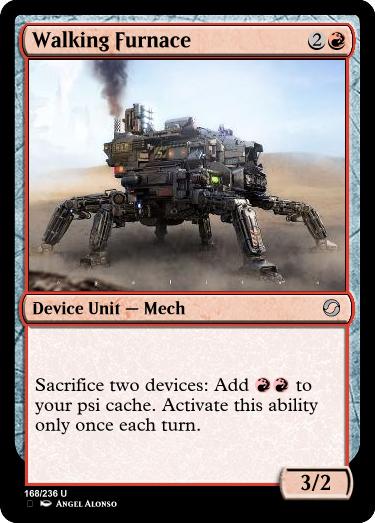 Walking Furnace
2
Device Unit — Mech
Sacrifice two devices: Add to
your psi cache. Activate this ability
only once each turn.
3/2
168/236 U
Angel Alonso